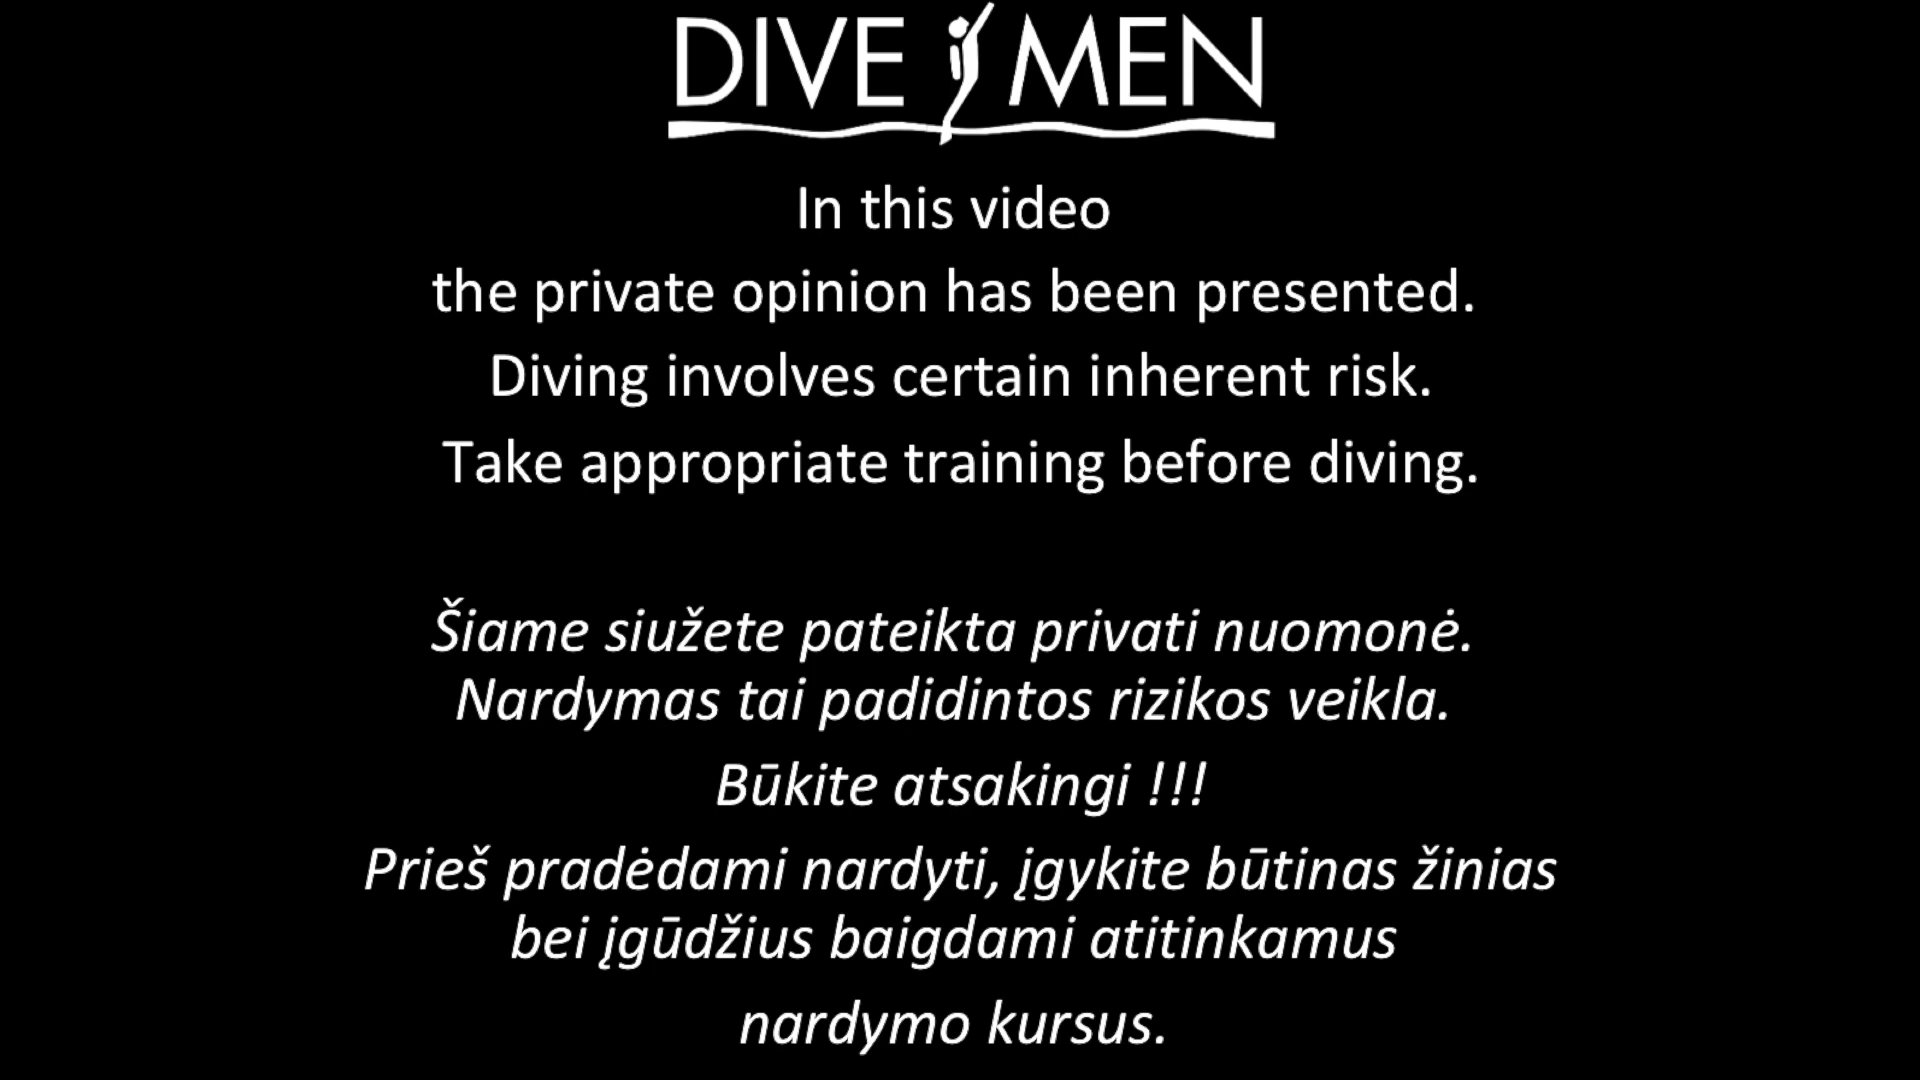 DIVE MEN
In this video
the private opinion has been presented.
Diving involves certain inherent risk.
Take appropriate training before diving.
Šiame siužete pateikta privati nuomonė.
Nardymas tai padidintos rizikos veikla.
Būkite atsakingi !!!
Prieš pradėdami nardyti, įgykite būtinas žinias
bei įgūdžius baigdami atitinkamus
nardymo kursus.